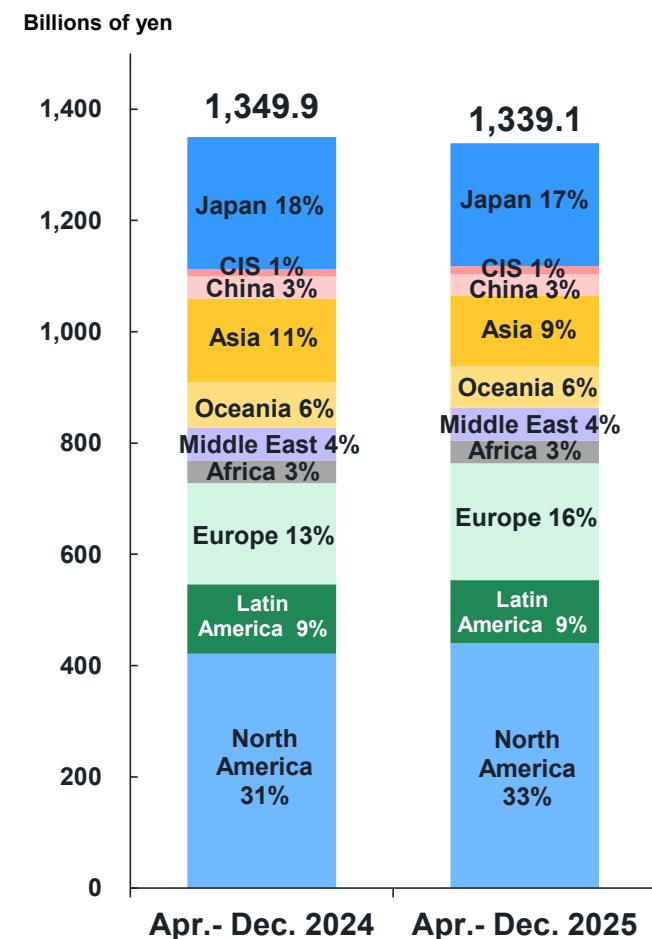 Billions of yen
1,400
1,200
1,000
800
600
400
200
0
1,349.9
Japan 18%
CIS 1%
China 3%
Asia 11%
Oceania 6%
Middle East 4%
Africa 3%
Europe 13%
Latin
America 9%
North
America
31%
Apr.- Dec. 2024
1,339.1
Japan 17%
CIS 1%
China 3%
Asia 9%
Oceania 6%
Middle East 4%
Africa 3%
Europe 16%
Latin
America 9%
North
America
33%
Apr.- Dec. 2025